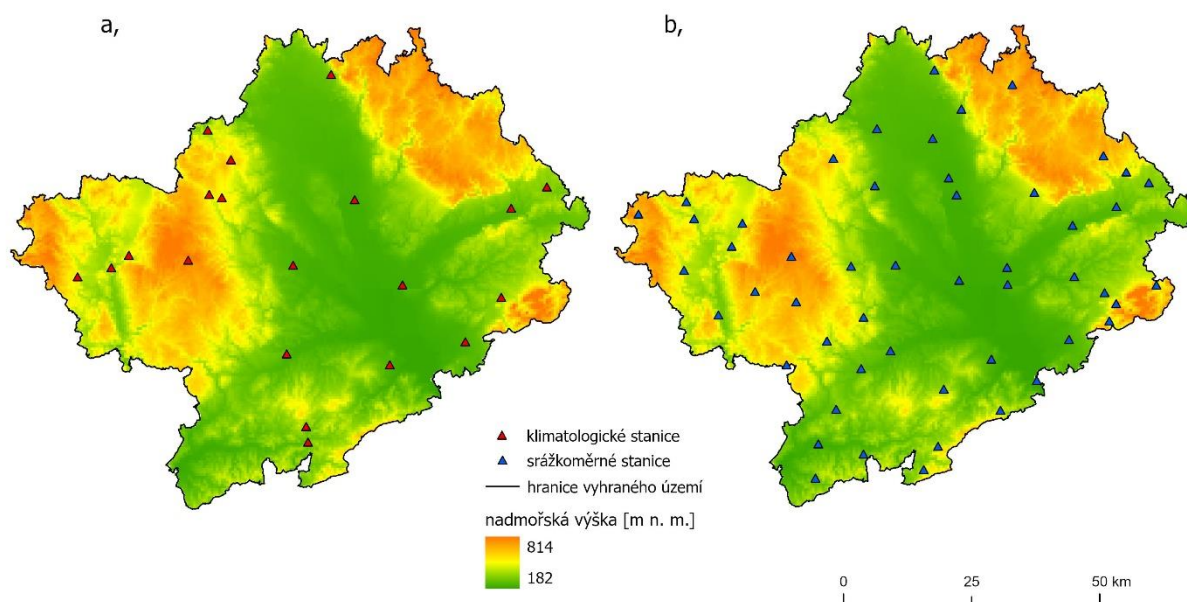 a,
b,
klimatologické stanice
srážkoměrné stanice
hranice vyhraného území
nadmořská výška [m n. m.]
814
182
0 25 50 km